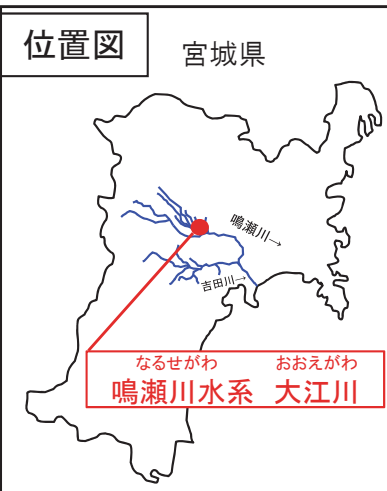 位置図
宮城県
鳴瀬川→
吉田川→
なるせがわ おおえがわ
鳴瀬川水系 大江川